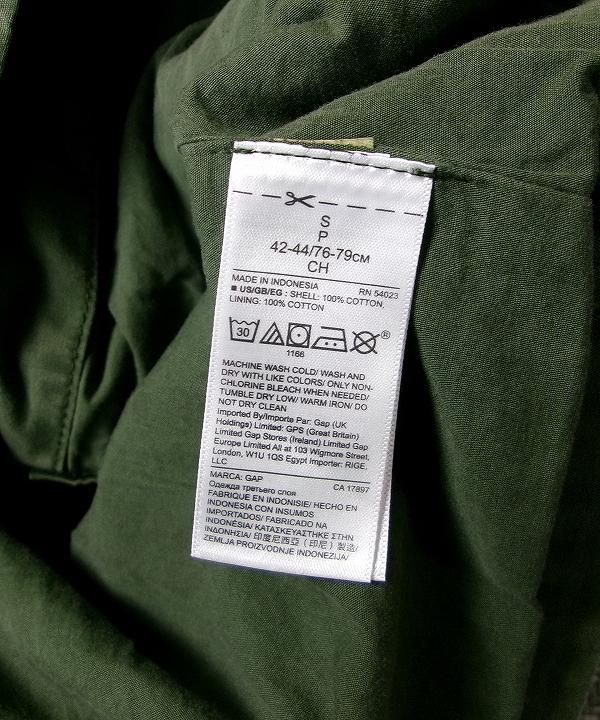 S
P
42-44/76-79см
CH
MADE IN INDONESIA RN 54023
■ US/GB/EG : SHELL: 100% COTTON,
LINING: 100% COTTON
30 ®
1166
MACHINE WASH COLD/ WASH AND
DRY WITH LIKE COLORS/ ONLY NON-
CHLORINE BLEACH WHEN NEEDED/
TUMBLE DRY LOW/ WARM IRON/ DO
NOT DRY CLEAN
Imported By/Importe Par: Gap (UK
Holdings) Limited: GPS (Great Britain)
Limited Gap Stores (Ireland) Limited Gap
Europe Limited All at 103 Wigmore Street,
London, W1U 1QS Egypt Importer: RIGE,
LLC
MARCA: GAP CA 17897
Одежда третьего слоя
FABRIQUE EN INDONISIE/ HECHO EN
INDONESIA CON INSUMOS
IMPORTADOS/ FABRICADO NA
INDONÉSIA/ ΚΑΤΑΣΚΕΥΑΣΤΗΚΕ ΣΤΗΝ
ΙΝΔΟΝΗΣΙΑ/ 印度尼西亞（印尼）製造/
ZEMLJA PROIZVODNJE INDONEZIJA/